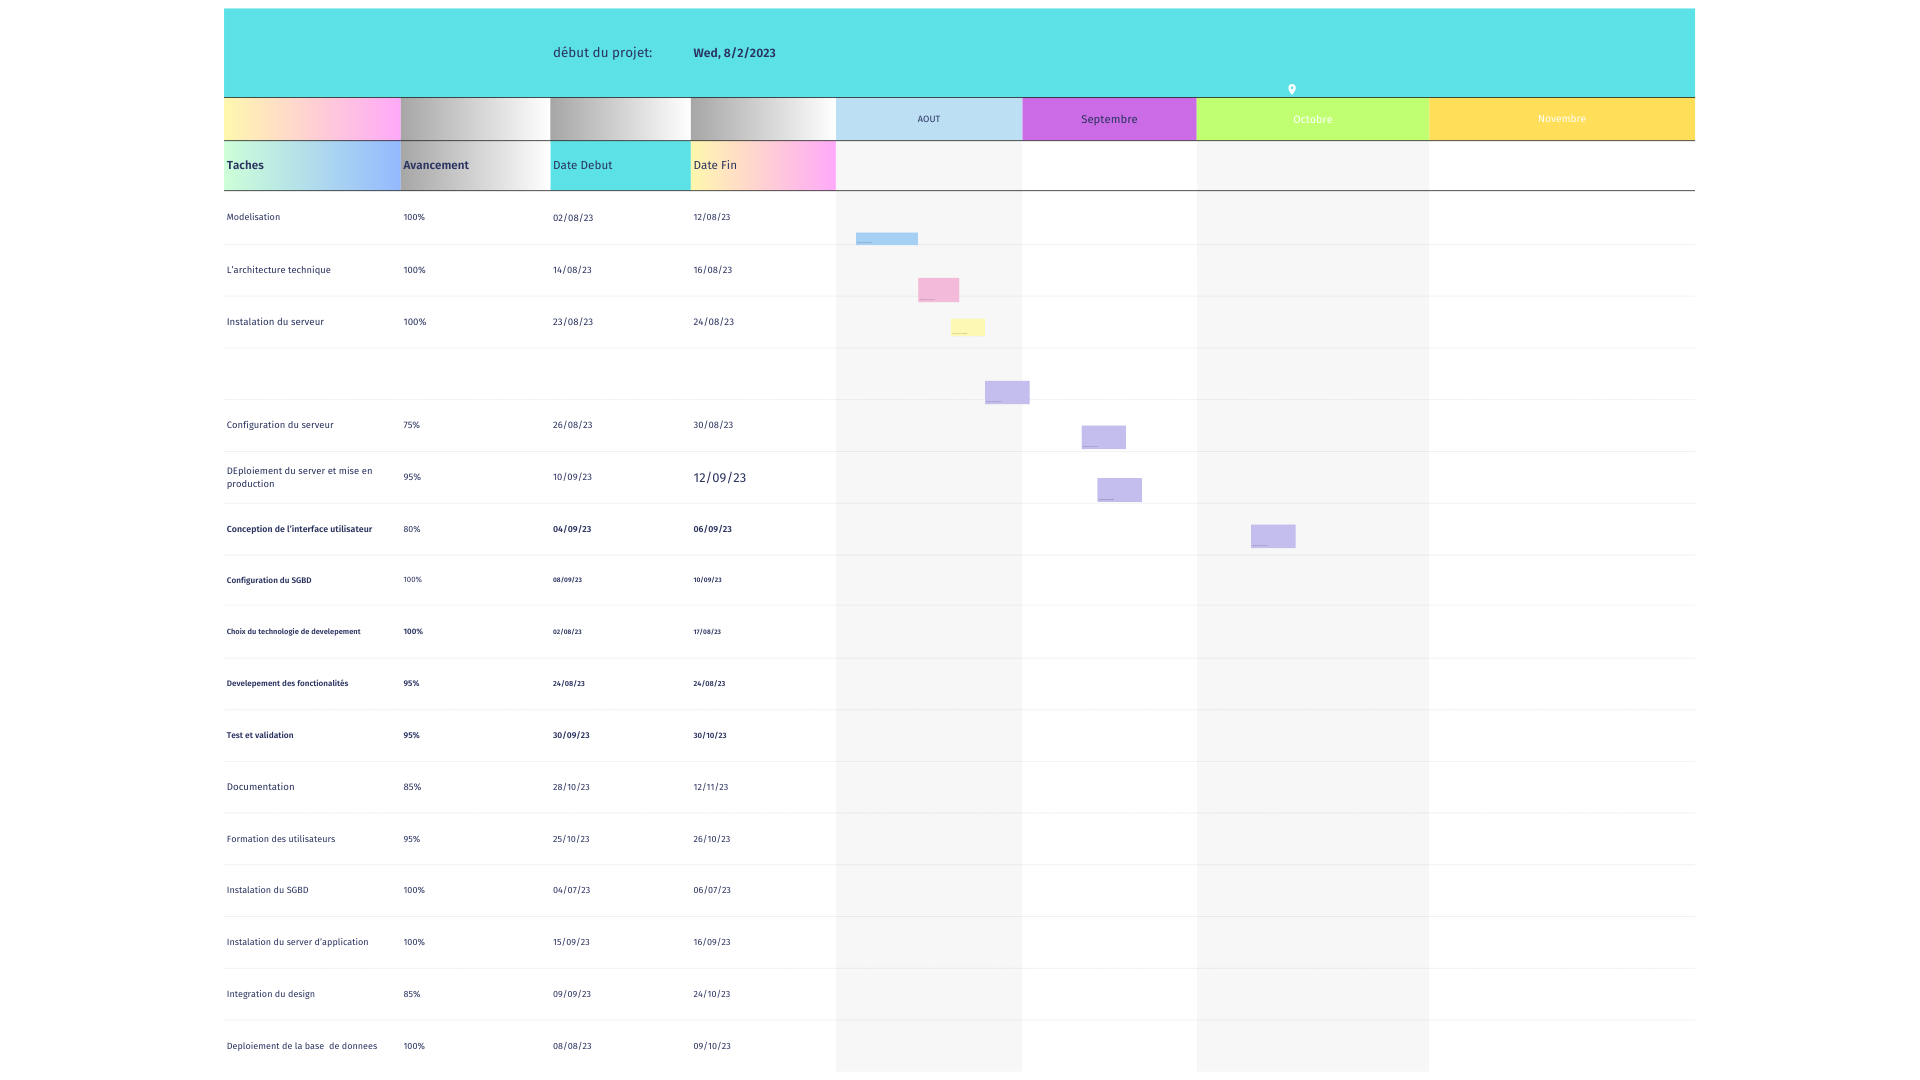 début du projet: Wed, 8/2/2023
AOUT Septembre Octobre Novembre
Taches Avancement Date Debut Date Fin
Modelisation 100% 02/08/23 12/08/23
L'architecture technique 100% 14/08/23 16/08/23
Instalation du serveur 100% 23/08/23 24/08/23
Configuration du serveur 75% 26/08/23 30/08/23
DEploiement du server et mise en
production 95% 10/09/23 12/09/23
Conception de l'interface utilisateur 80% 04/09/23 06/09/23
Configuration du SGBD 100% 08/09/23 10/09/23
Choix du technologie de develepement 100% 02/08/23 17/08/23
Develepement des fonctionalités 95% 24/08/23 24/08/23
Test et validation 95% 30/09/23 30/10/23
Documentation 85% 28/10/23 12/11/23
Formation des utilisateurs 95% 25/10/23 26/10/23
Instalation du SGBD 100% 04/07/23 06/07/23
Instalation du server d'application 100% 15/09/23 16/09/23
Integration du design 85% 09/09/23 24/10/23
Deploiement de la base  de donnees 100% 08/08/23 09/10/23